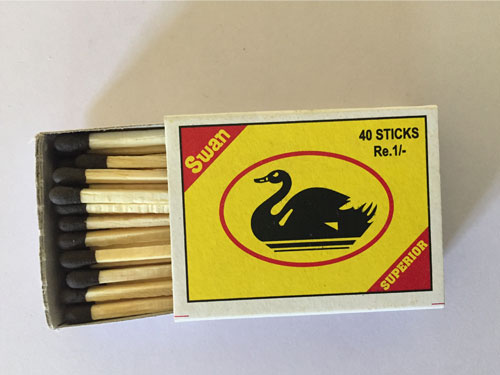 Swan
40 STICKS
Re.1/-
SUPERIOR